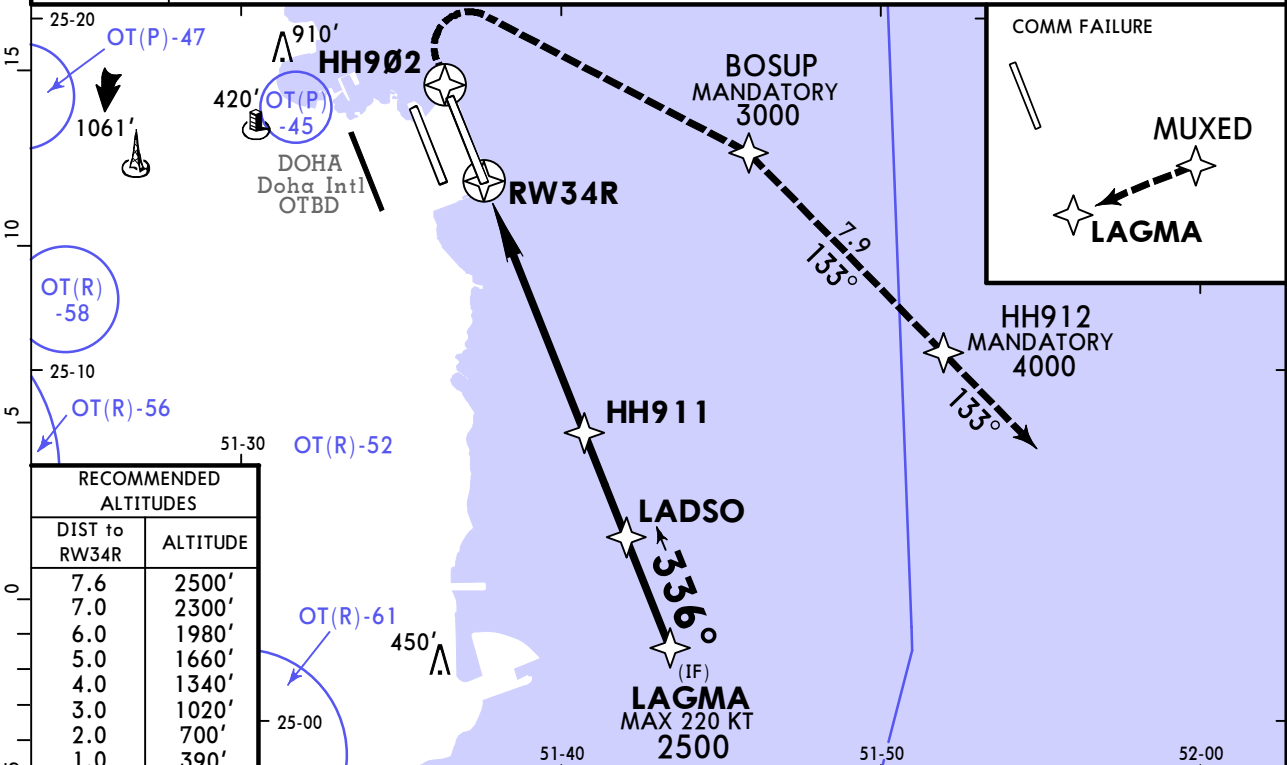 25-20
OT(P)-47
15
910'
HH9Ø2
420'
OT(P)
-45
1061'
DOHA
Doha Intl
OTBD
RW34R
BOSUP
MANDATORY
3000
COMM FAILURE
MUXED
LAGMA
10
OT(R)
-58
7.9
133°
HH912
MANDATORY
4000
133°
25-10
OT(R)-56
5
51-30
OT(R)-52
HH911
LADSO
336°
RECOMMENDED
ALTITUDES
DIST to
RW34R
ALTITUDE
7.6 2500'
7.0 2300'
6.0 1980'
5.0 1660'
4.0 1340'
3.0 1020'
2.0 700'
1.0 390'
0
OT(R)-61
450'
25-00
(IF)
LAGMA
MAX 220 KT
2500
51-40
51-50
52-00